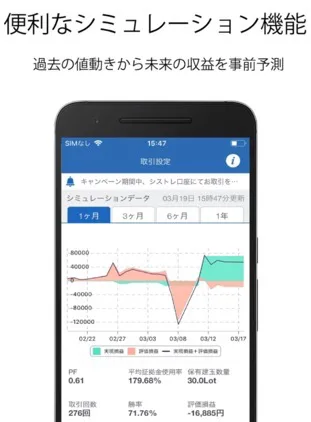 便利なシミュレーション機能
過去の値動きから未来の収益を事前予測
SIMなし 15:47
取引設定
キャンペーン期間中、シストレ口座にてお取引を…
シミュレーションデータ 03月19日 15時47分更新
1ヶ月 3ヶ月 6ヶ月 1年
80000
40000
-40000
-80000
-120000
02/22 02/27 03/03 03/08 03/12 03/17
実現損益 評価損益 実現損益+評価損益
PF 平均証拠金使用率 保有建玉数量
0.61 179.68% 30.0Lot
取引回数 勝率 評価損益
276回 71.76% -16,885円